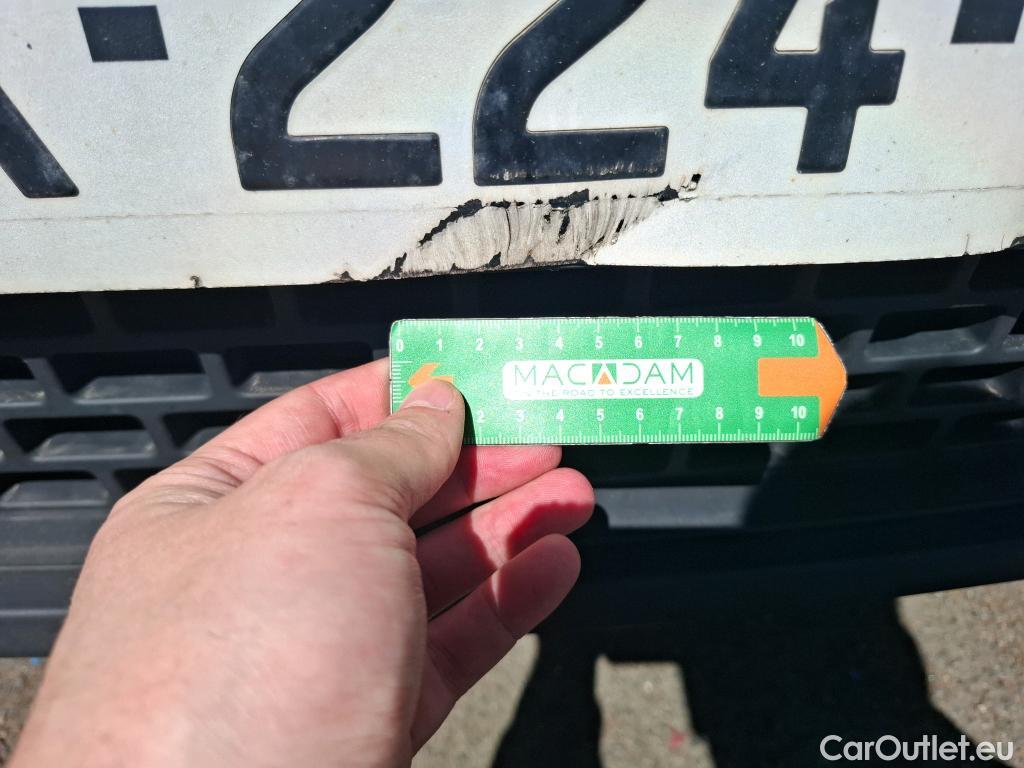 -224-
0 1 2 3 4 5 6 7 8 9 10
MACADAM
ON THE ROAD TO EXCELLENCE
2 3 4 5 6 7 8 9 10
CarOutlet.eu